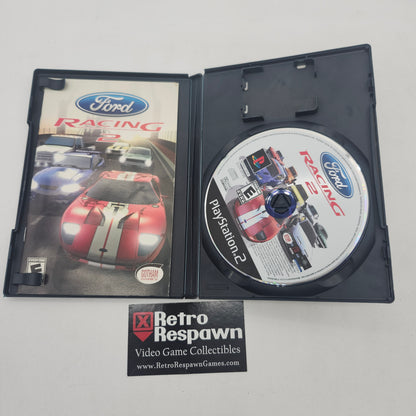 Ford
RACING
2
E
GOTHAM
Ford
RACING
2
E
PlayStation 2
Retro
Respawn
Video Game Collectibles
www.RetroRespawnGames.com